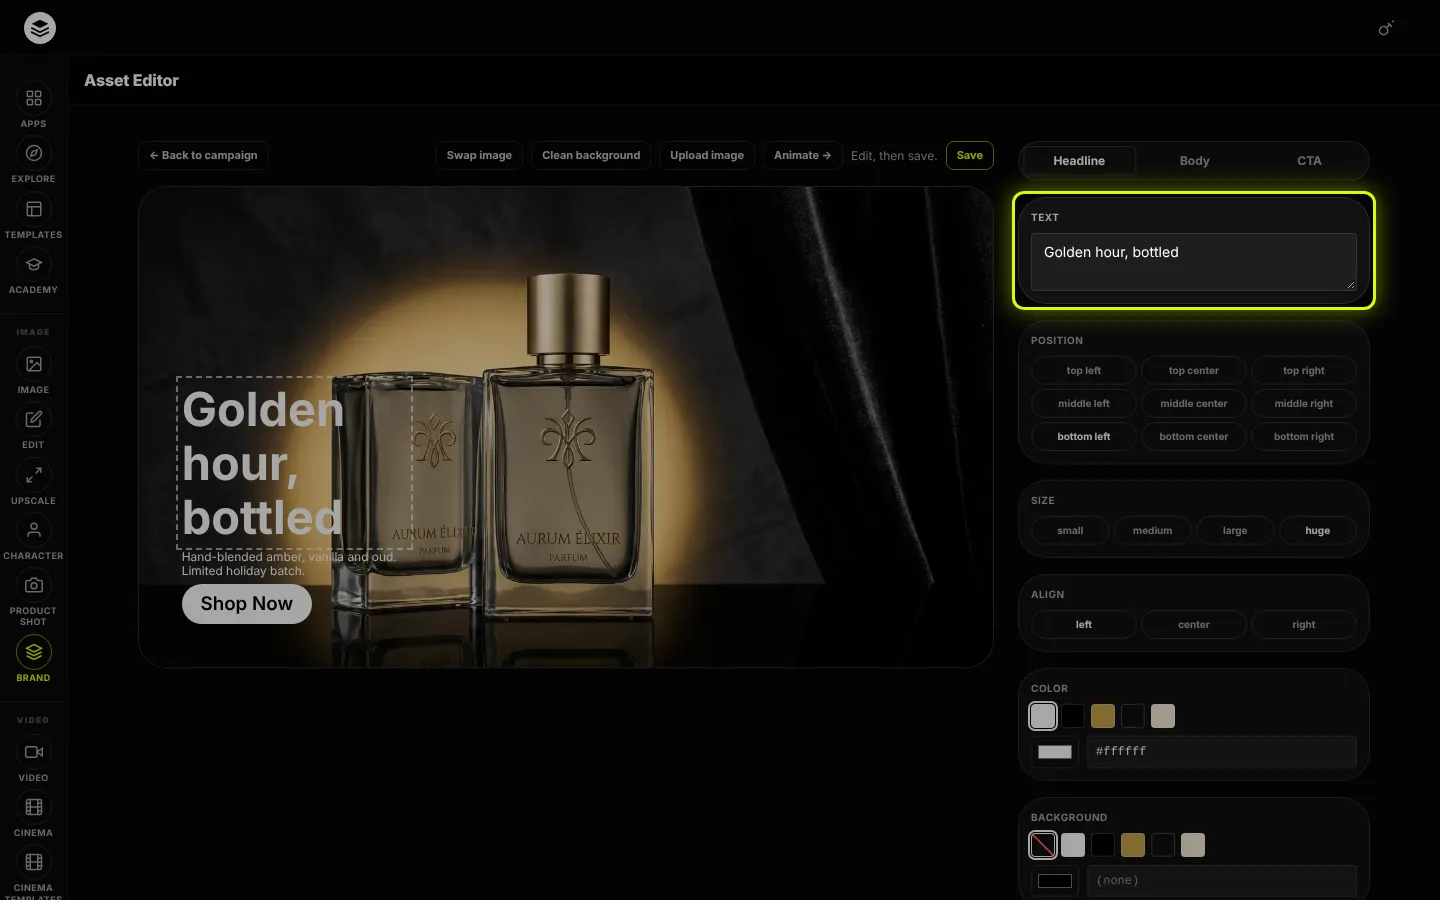 Asset Editor
APPS
EXPLORE
TEMPLATES
ACADEMY
IMAGE
IMAGE
EDIT
UPSCALE
CHARACTER
PRODUCT
SHOT
BRAND
VIDEO
VIDEO
CINEMA
CINEMA
TEMPLATES
← Back to campaign
Swap image
Clean background
Upload image
Animate →
Edit, then save.
Save
Golden
hour,
bottled
Hand-blended amber, vanilla and oud.
Limited holiday batch.
Shop Now
AURUM ÉLIXIR
PARFUM
AURUM ÉLIXIR
PARFUM
Headline
Body
CTA
TEXT
Golden hour, bottled
POSITION
top left
top center
top right
middle left
middle center
middle right
bottom left
bottom center
bottom right
SIZE
small
medium
large
huge
ALIGN
left
center
right
COLOR
#ffffff
BACKGROUND
(none)